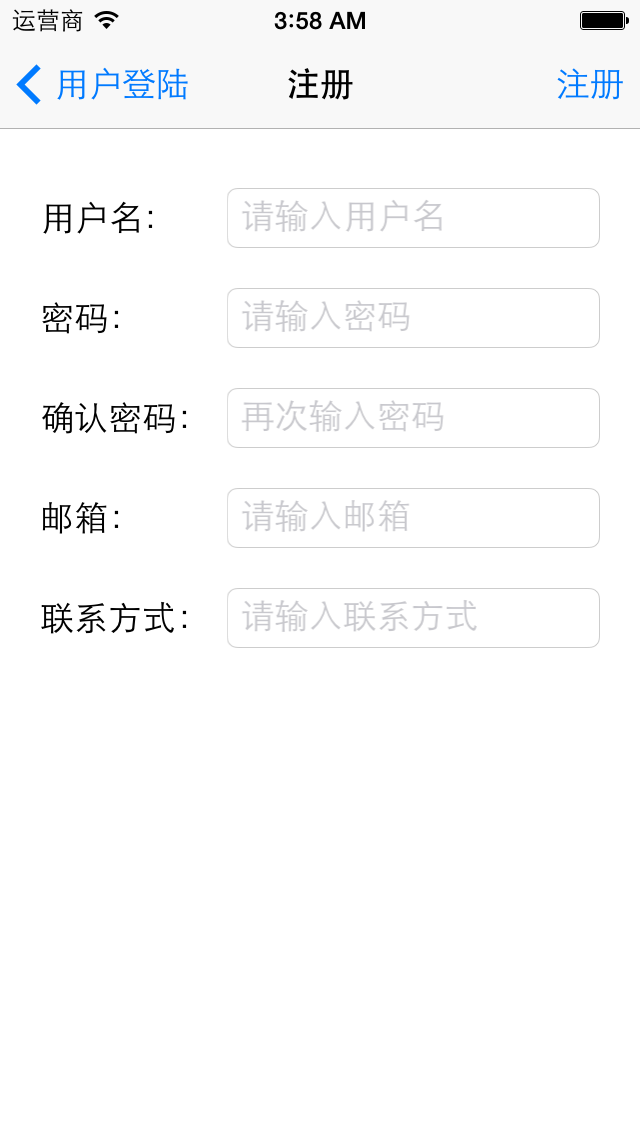 运营商 3:58 AM
用户登陆 注册 注册
用户名: 请输入用户名
密码: 请输入密码
确认密码: 再次输入密码
邮箱: 请输入邮箱
联系方式: 请输入联系方式